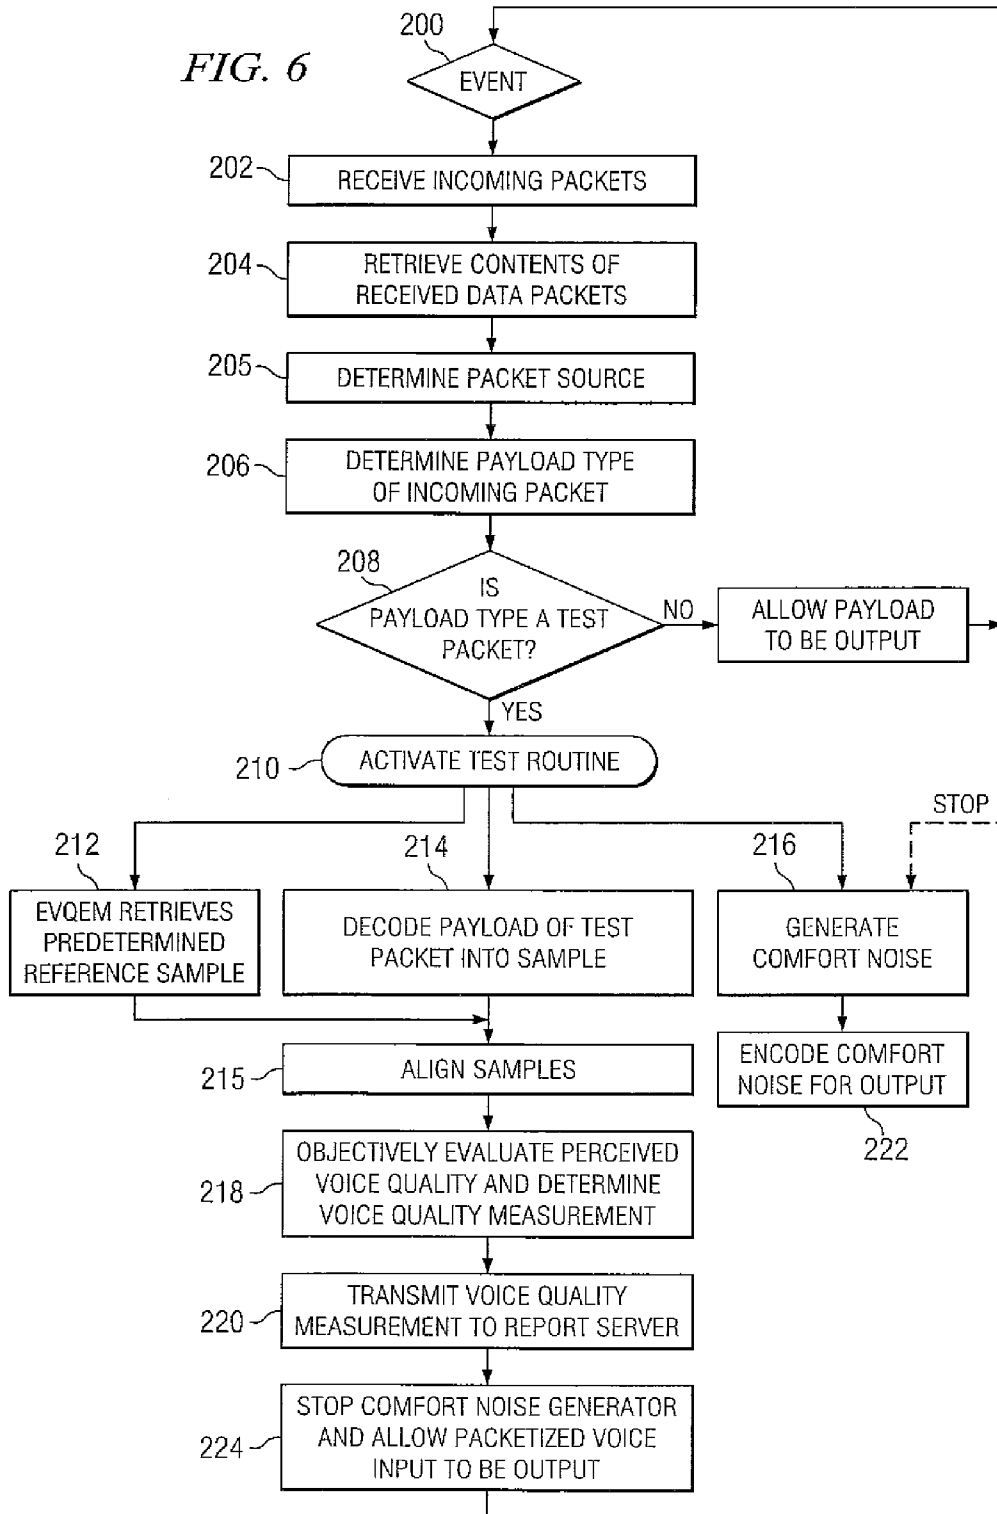 FIG. 6
200
EVENT
202
RECEIVE INCOMING PACKETS
204
RETRIEVE CONTENTS OF
RECEIVED DATA PACKETS
205
DETERMINE PACKET SOURCE
206
DETERMINE PAYLOAD TYPE
OF INCOMING PACKET
208
IS
PAYLOAD TYPE A TEST
PACKET?
NO
ALLOW PAYLOAD
TO BE OUTPUT
YES
210
ACTIVATE TEST ROUTINE
STOP
212
214
216
EVQEM RETRIEVES
PREDETERMINED
REFERENCE SAMPLE
DECODE PAYLOAD OF TEST
PACKET INTO SAMPLE
GENERATE
COMFORT NOISE
215
ALIGN SAMPLES
ENCODE COMFORT
NOISE FOR OUTPUT
222
218
OBJECTIVELY EVALUATE PERCEIVED
VOICE QUALITY AND DETERMINE
VOICE QUALITY MEASUREMENT
220
TRANSMIT VOICE QUALITY
MEASUREMENT TO REPORT SERVER
224
STOP COMFORT NOISE GENERATOR
AND ALLOW PACKETIZED VOICE
INPUT TO BE OUTPUT